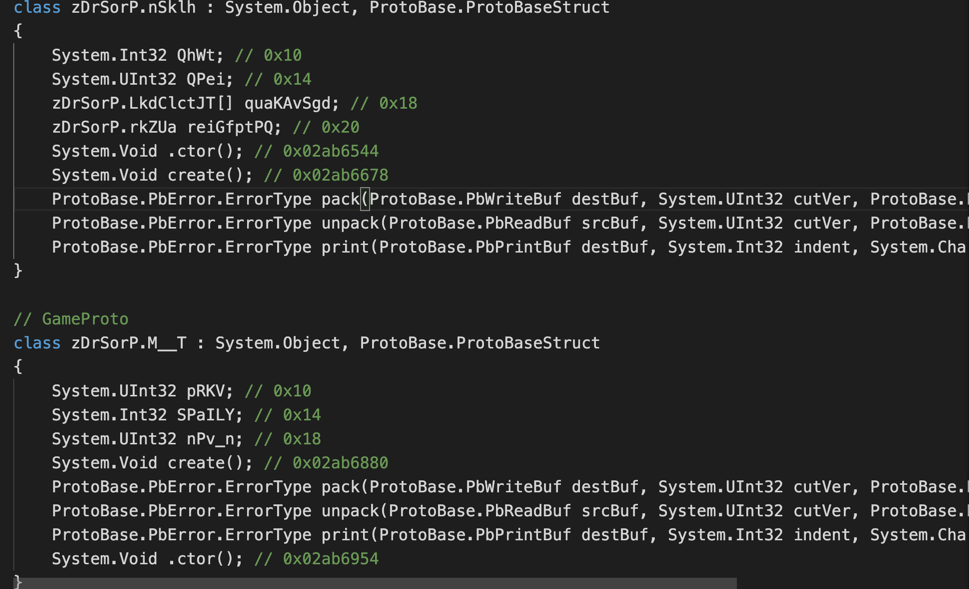 class zDrSorP.nSklh : System.Object, ProtoBase.ProtoBaseStruct
{
System.Int32 QhWt; // 0x10
System.UInt32 QPei; // 0x14
zDrSorP.LkdClctJT[] quaKAvSgd; // 0x18
zDrSorP.rkZUa reiGfptPQ; // 0x20
System.Void .ctor(); // 0x02ab6544
System.Void create(); // 0x02ab6678
ProtoBase.PbError.ErrorType pack(ProtoBase.PbWriteBuf destBuf, System.UInt32 cutVer, ProtoBase.
ProtoBase.PbError.ErrorType unpack(ProtoBase.PbReadBuf srcBuf, System.UInt32 cutVer, ProtoBase.
ProtoBase.PbError.ErrorType print(ProtoBase.PbPrintBuf destBuf, System.Int32 indent, System.Cha
}
// GameProto
class zDrSorP.M__T : System.Object, ProtoBase.ProtoBaseStruct
{
System.UInt32 pRKV; // 0x10
System.Int32 SPaILY; // 0x14
System.UInt32 nPv_n; // 0x18
System.Void create(); // 0x02ab6880
ProtoBase.PbError.ErrorType pack(ProtoBase.PbWriteBuf destBuf, System.UInt32 cutVer, ProtoBase.
ProtoBase.PbError.ErrorType unpack(ProtoBase.PbReadBuf srcBuf, System.UInt32 cutVer, ProtoBase.
ProtoBase.PbError.ErrorType print(ProtoBase.PbPrintBuf destBuf, System.Int32 indent, System.Cha
System.Void .ctor(); // 0x02ab6954
}